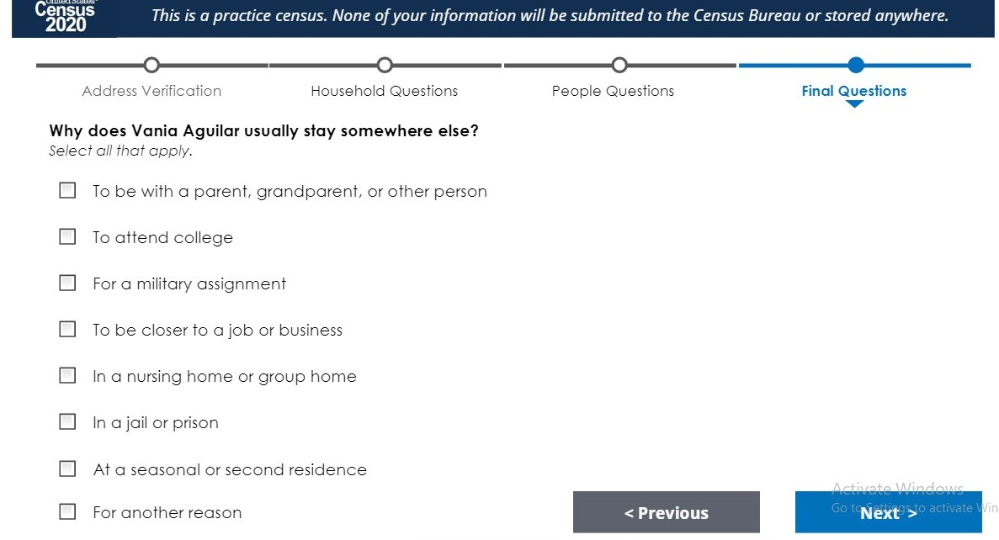 United States®
Census
2020
This is a practice census. None of your information will be submitted to the Census Bureau or stored anywhere.
Address Verification
Household Questions
People Questions
Final Questions
Why does Vania Aguilar usually stay somewhere else?
Select all that apply.
To be with a parent, grandparent, or other person
To attend college
For a military assignment
To be closer to a job or business
In a nursing home or group home
In a jail or prison
At a seasonal or second residence
For another reason
< Previous
Next >
Activate Windows
Go to Settings to activate Win